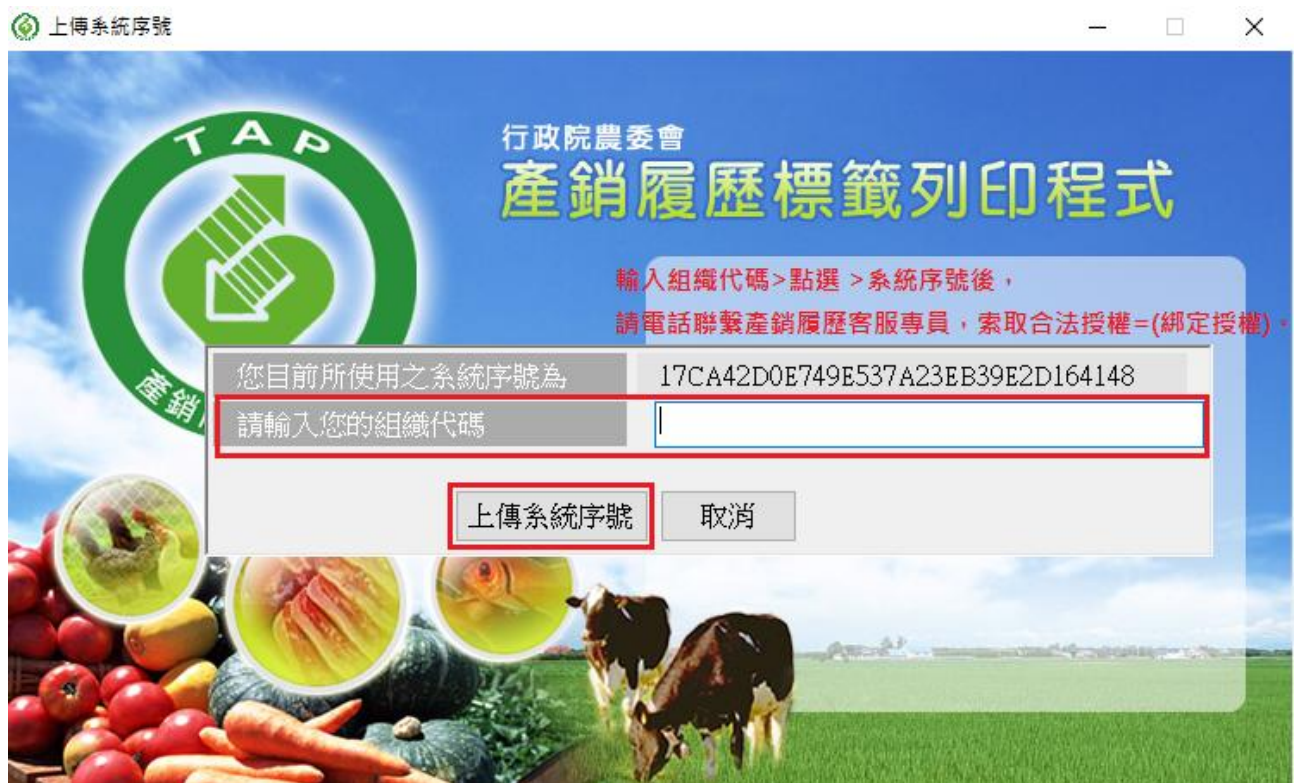 上傳系統序號
TAP
行政院農委會
產銷履歷標籤列印程式
輸入組織代碼>點選 >系統序號後，
請電話聯繫產銷履歷客服專員，索取合法授權=(綁定授權)。
您目前所使用之系統序號為 17CA42D0E749E537A23EB39E2D164148
產銷
請輸入您的組織代碼
上傳系統序號 取消